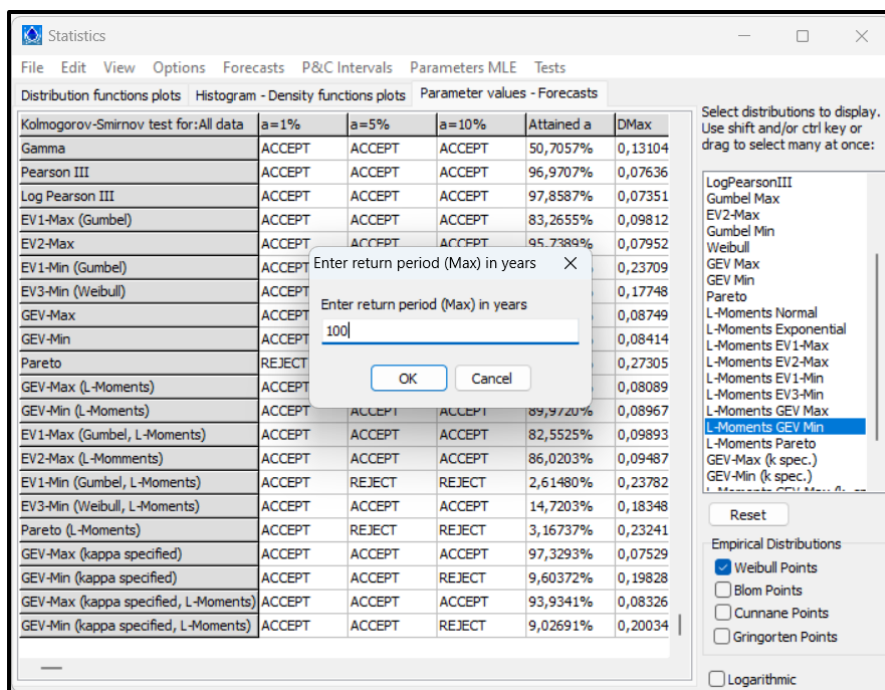 Statistics
File Edit View Options Forecasts P&C Intervals Parameters MLE Tests
Distribution functions plots Histogram - Density functions plots Parameter values - Forecasts
Kolmogorov-Smirnov test for:All data a=1% a=5% a=10% Attained a DMax
Gamma ACCEPT ACCEPT ACCEPT 50,7057% 0,13104
Pearson III ACCEPT ACCEPT ACCEPT 96,9707% 0,07636
Log Pearson III ACCEPT ACCEPT ACCEPT 97,8587% 0,07351
EV1-Max (Gumbel) ACCEPT ACCEPT ACCEPT 83,2655% 0,09812
EV2-Max ACCEPT ACCEPT ACCEPT 95,7389% 0,07952
EV1-Min (Gumbel) ACCEPT 0,23709
EV3-Min (Weibull) ACCEPT 0,17748
GEV-Max ACCEPT 0,08749
GEV-Min ACCEPT 0,08414
Pareto REJECT 0,27305
GEV-Max (L-Moments) ACCEPT 0,08089
GEV-Min (L-Moments) ACCEPT ACCEPT ACCEPT 89,9720% 0,08967
EV1-Max (Gumbel, L-Moments) ACCEPT ACCEPT ACCEPT 82,5525% 0,09893
EV2-Max (L-Momments) ACCEPT ACCEPT ACCEPT 86,0203% 0,09487
EV1-Min (Gumbel, L-Moments) ACCEPT REJECT REJECT 2,61480% 0,23782
EV3-Min (Weibull, L-Moments) ACCEPT ACCEPT ACCEPT 14,7203% 0,18348
Pareto (L-Moments) ACCEPT REJECT REJECT 3,16737% 0,23241
GEV-Max (kappa specified) ACCEPT ACCEPT ACCEPT 97,3293% 0,07529
GEV-Min (kappa specified) ACCEPT ACCEPT REJECT 9,60372% 0,19828
GEV-Max (kappa specified, L-Moments) ACCEPT ACCEPT ACCEPT 93,9341% 0,08326
GEV-Min (kappa specified, L-Moments) ACCEPT ACCEPT REJECT 9,02691% 0,20034
Enter return period (Max) in years
Enter return period (Max) in years
100
OK Cancel
Select distributions to display.
Use shift and/or ctrl key or
drag to select many at once:
LogPearsonIII
Gumbel Max
EV2-Max
Gumbel Min
Weibull
GEV Max
GEV Min
Pareto
L-Moments Normal
L-Moments Exponential
L-Moments EV1-Max
L-Moments EV2-Max
L-Moments EV1-Min
L-Moments EV3-Min
L-Moments GEV Max
L-Moments GEV Min
L-Moments Pareto
GEV-Max (k spec.)
GEV-Min (k spec.)
Reset
Empirical Distributions
Weibull Points
Blom Points
Cunnane Points
Gringorten Points
Logarithmic